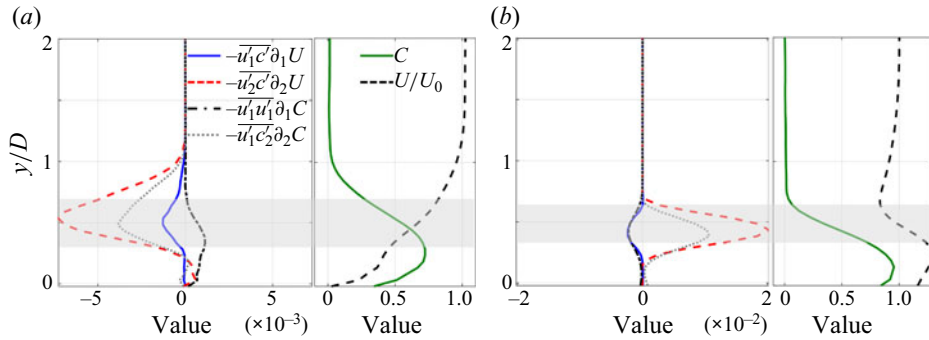 (a)
(b)
2
1
0
y/D
−u′₁c′∂₁U
−u′₂c′∂₂U
−u′₁u′₁∂₁C
−u′₁c′₂∂₂C
C
U/U₀
2
1
0
−5 0 5
Value (×10⁻³)
0 0.5 1.0
Value
−2 0 2
Value (×10⁻²)
0 0.5 1.0
Value